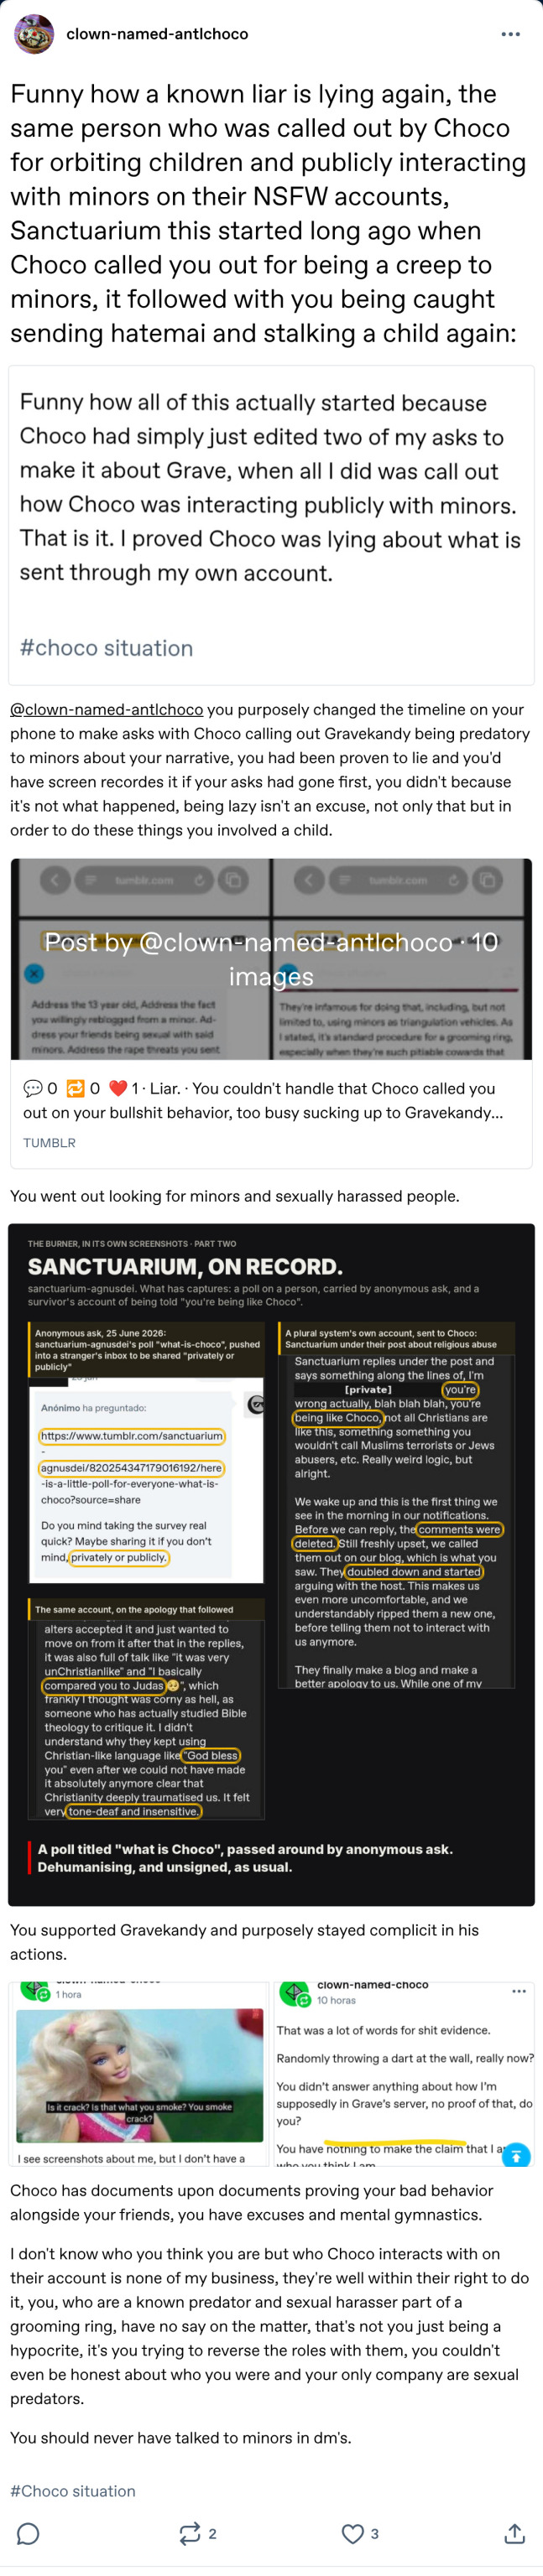 clown-named-antlchoco
Funny how a known liar is lying again, the
same person who was called out by Choco
for orbiting children and publicly interacting
with minors on their NSFW accounts,
Sanctuarium this started long ago when
Choco called you out for being a creep to
minors, it followed with you being caught
sending hatemai and stalking a child again:
Funny how all of this actually started because
Choco had simply just edited two of my asks to
make it about Grave, when all I did was call out
how Choco was interacting publicly with minors.
That is it. I proved Choco was lying about what is
sent through my own account.
#choco situation
@clown-named-antlchoco you purposely changed the timeline on your
phone to make asks with Choco calling out Gravekandy being predatory
to minors about your narrative, you had been proven to lie and you'd
have screen recordes it if your asks had gone first, you didn't because
it's not what happened, being lazy isn't an excuse, not only that but in
order to do these things you involved a child.
tumblr.com
tumblr.com
Post by @clown-named-antlchoco · 10
images
Address the 13 year old, Address the fact
you willingly reblogged from a minor. Ad-
dress your friends being sexual with said
minors. Address the rape threats you sent
They're infamous for doing that, including, but not
limited to, using minors as triangulation vehicles. As
I stated, it's standard procedure for a grooming ring,
especially when they're such pitiable cowards that
💬 0 🔁 0 ❤️ 1 · Liar. · You couldn't handle that Choco called you
out on your bullshit behavior, too busy sucking up to Gravekandy...
TUMBLR
You went out looking for minors and sexually harassed people.
THE BURNER, IN ITS OWN SCREENSHOTS · PART TWO
SANCTUARIUM, ON RECORD.
sanctuarium-agnusdei. What has captures: a poll on a person, carried by anonymous ask, and a
survivor's account of being told "you're being like Choco".
Anonymous ask, 25 June 2026:
sanctuarium-agnusdei's poll "what-is-choco", pushed
into a stranger's inbox to be shared "privately or
publicly"
Anónimo ha preguntado:
https://www.tumblr.com/sanctuarium
-
agnusdei/820254347179016192/here
-is-a-little-poll-for-everyone-what-is-
choco?source=share
Do you mind taking the survey real
quick? Maybe sharing it if you don't
mind, privately or publicly.
The same account, on the apology that followed
alters accepted it and just wanted to
move on from it after that in the replies,
it was also full of talk like "it was very
unChristianlike" and "I basically
compared you to Judas🥺", which
frankly I thought was corny as hell, as
someone who has actually studied Bible
theology to critique it. I didn't
understand why they kept using
Christian-like language like "God bless
you" even after we could not have made
it absolutely anymore clear that
Christianity deeply traumatised us. It felt
very tone-deaf and insensitive.
A plural system's own account, sent to Choco:
Sanctuarium under their post about religious abuse
Sanctuarium replies under the post and
says something along the lines of, I'm
[private] you're
wrong actually, blah blah blah, you're
being like Choco, not all Christians are
like this, something something you
wouldn't call Muslims terrorists or Jews
abusers, etc. Really weird logic, but
alright.
We wake up and this is the first thing we
see in the morning in our notifications.
Before we can reply, the comments were
deleted. Still freshly upset, we called
them out on our blog, which is what you
saw. They doubled down and started
arguing with the host. This makes us
even more uncomfortable, and we
understandably ripped them a new one,
before telling them not to interact with
us anymore.
They finally make a blog and make a
better apology to us. While one of my
A poll titled "what is Choco", passed around by anonymous ask.
Dehumanising, and unsigned, as usual.
You supported Gravekandy and purposely stayed complicit in his
actions.
1 hora
Is it crack? Is that what you smoke? You smoke
crack?
I see screenshots about me, but I don't have a
clown-named-choco
10 horas
That was a lot of words for shit evidence.
Randomly throwing a dart at the wall, really now?
You didn't answer anything about how I'm
supposedly in Grave's server, no proof of that, do
you?
You have nothing to make the claim that I a
who you think I am
Choco has documents upon documents proving your bad behavior
alongside your friends, you have excuses and mental gymnastics.
I don't know who you think you are but who Choco interacts with on
their account is none of my business, they're well within their right to do
it, you, who are a known predator and sexual harasser part of a
grooming ring, have no say on the matter, that's not you just being a
hypocrite, it's you trying to reverse the roles with them, you couldn't
even be honest about who you were and your only company are sexual
predators.
You should never have talked to minors in dm's.
#Choco situation
2
3